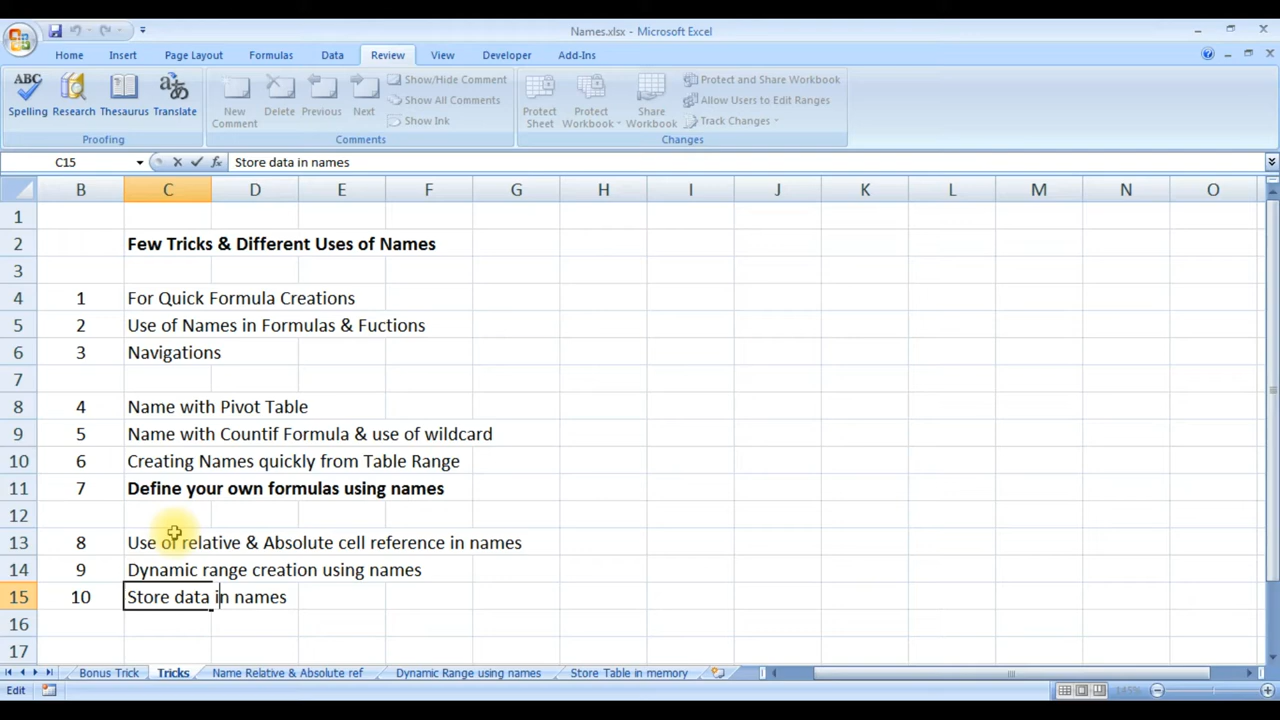 Names.xlsx - Microsoft Excel
Home Insert Page Layout Formulas Data Review View Developer Add-Ins
ABC
Spelling Research Thesaurus Translate
Proofing
New Comment Delete Previous Next
Show/Hide Comment
Show All Comments
Show Ink
Comments
Protect Sheet Protect Workbook Share Workbook
Protect and Share Workbook
Allow Users to Edit Ranges
Track Changes
Changes
C15 fx Store data in names
B C D E F G H I J K L M N O
1
2 Few Tricks & Different Uses of Names
3
4 1 For Quick Formula Creations
5 2 Use of Names in Formulas & Fuctions
6 3 Navigations
7
8 4 Name with Pivot Table
9 5 Name with Countif Formula & use of wildcard
10 6 Creating Names quickly from Table Range
11 7 Define your own formulas using names
12
13 8 Use of relative & Absolute cell reference in names
14 9 Dynamic range creation using names
15 10 Store data in names
16
17
Bonus Trick Tricks Name Relative & Absolute ref Dynamic Range using names Store Table in memory
Edit 145%